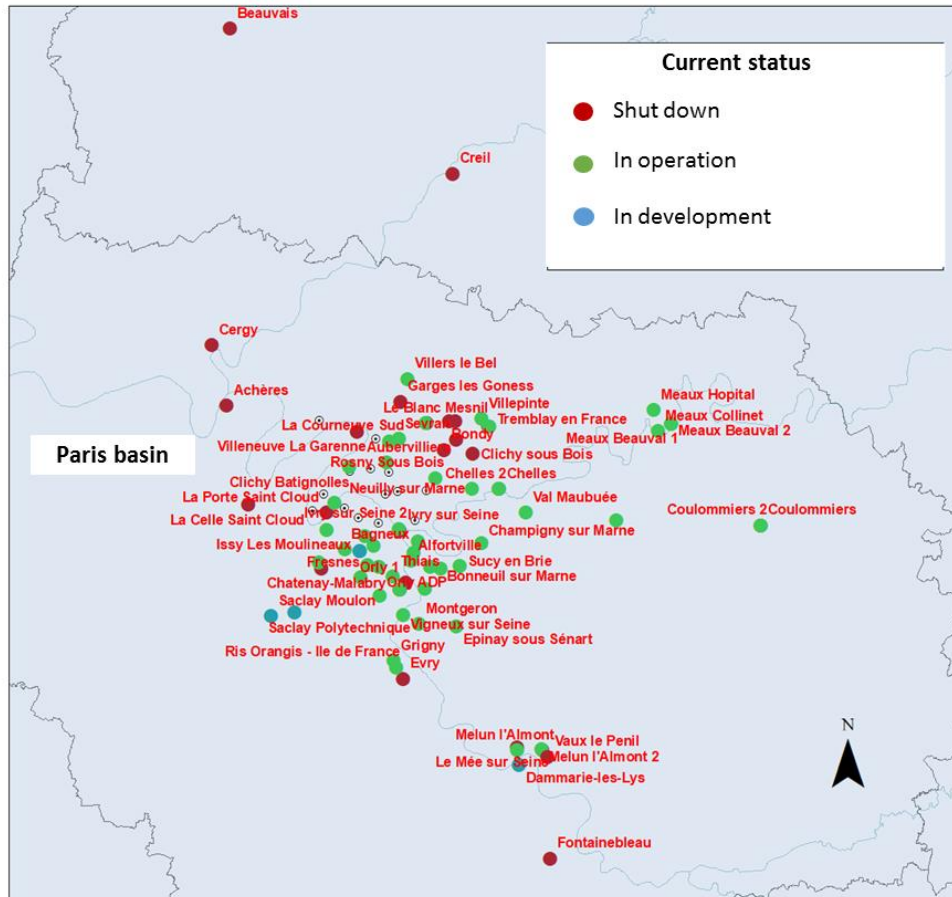 Beauvais
Current status
Shut down
In operation
In development
Creil
Cergy
Achères
Villers le Bel
Garges les Goness
Le Blanc Mesnil
Villepinte
La Courneuve Sud
Sevran
Tremblay en France
Meaux Hopital
Meaux Collinet
Meaux Beauval 1
Meaux Beauval 2
Villeneuve La Garenne
Aubervilliers
Bondy
Clichy sous Bois
Rosny Sous Bois
Paris basin
Chelles 2
Chelles
Clichy Batignolles
Neuilly sur Marne
La Porte Saint Cloud
Val Maubuée
La Celle Saint Cloud
Ivry sur Seine 2
Ivry sur Seine
Coulommiers 2
Coulommiers
Champigny sur Marne
Bagneux
Issy Les Moulineaux
Alfortville
Fresnes
Orly 1
Thiais
Sucy en Brie
Bonneuil sur Marne
Chatenay-Malabry
Orly ADP
Saclay Moulon
Montgeron
Saclay Polytechnique
Vigneux sur Seine
Epinay sous Sénart
Grigny
Ris Orangis - Ile de France
Evry
Melun l'Almont
Vaux le Penil
Le Mée sur Seine
Melun l'Almont 2
Dammarie-les-Lys
N
Fontainebleau